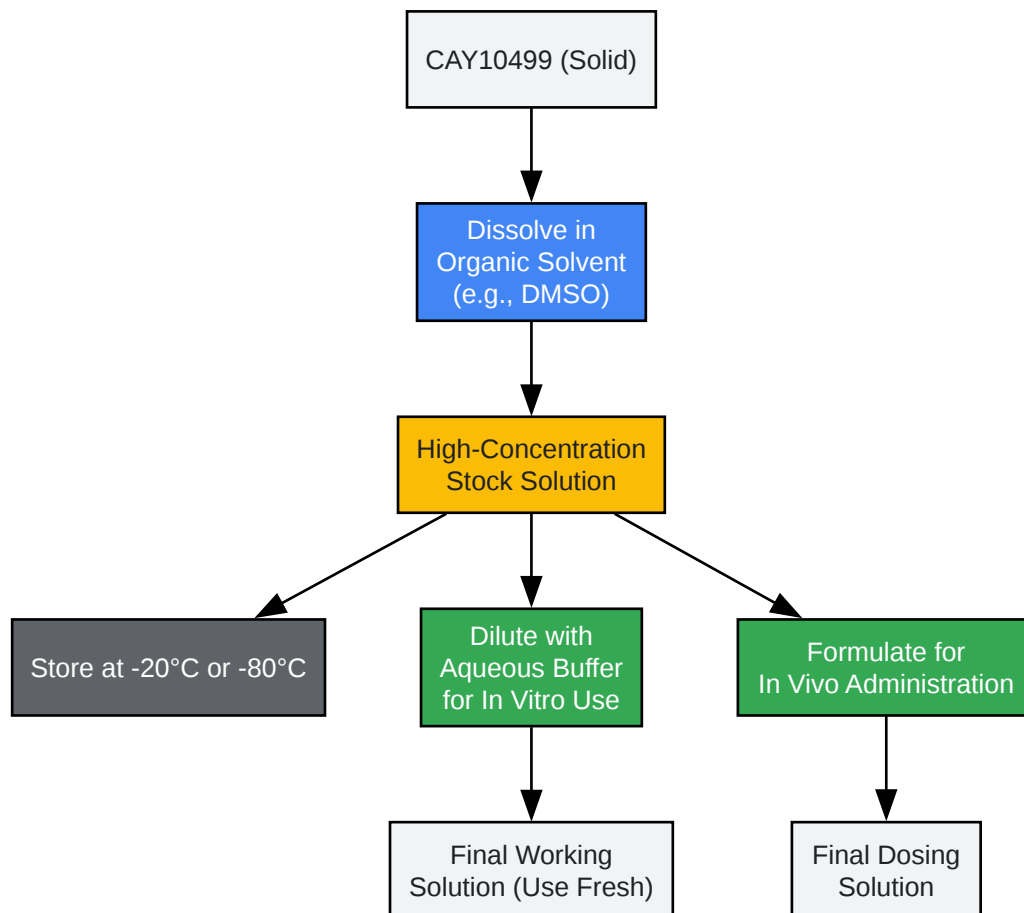 CAY10499 (Solid)
Dissolve in
Organic Solvent
(e.g., DMSO)
High-Concentration
Stock Solution
Store at -20°C or -80°C
Dilute with
Aqueous Buffer
for In Vitro Use
Formulate for
In Vivo Administration
Final Working
Solution (Use Fresh)
Final Dosing
Solution